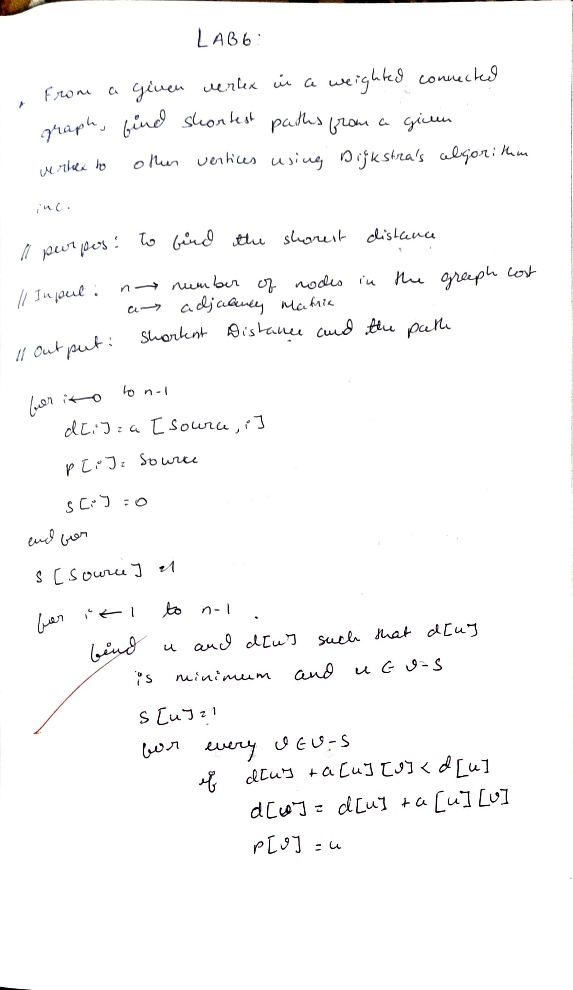 LAB6:
From a given vertex in a weighted connected
graph, find shortest paths from a given
vertex to other vertices using Dijkstra's algorithm
inc.
// purpos: To find the shorest distance
// Input: n→ number of nodes in the graph cost
a→ adjacency Matric
// Output: Shortest Distance and the path
for i←0 to n-1
d[i]=a [Source,i]
p[i]= Source
s[i] =0
end for
s [Source] =1
for i←1 to n-1.
find u and d[u] such that d[u]
is minimum and u ∈ v-s
s[u]=1
for every v∈v-s
if d[u] +a[u][v]<d[u]
d[v]= d[u] +a[u][v]
p[v] =u